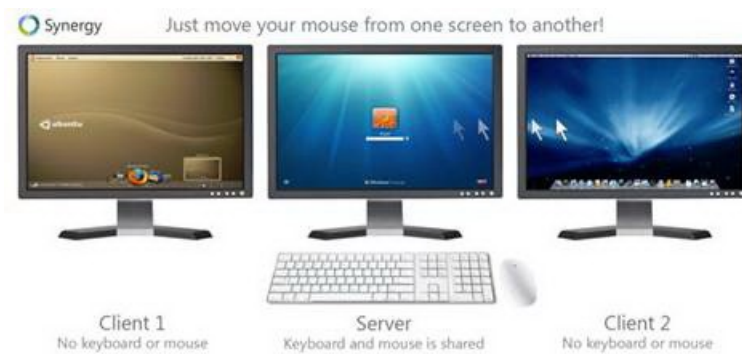 Synergy
Just move your mouse from one screen to another!
ubuntu
Client 1
No keyboard or mouse
Server
Keyboard and mouse is shared
Client 2
No keyboard or mouse